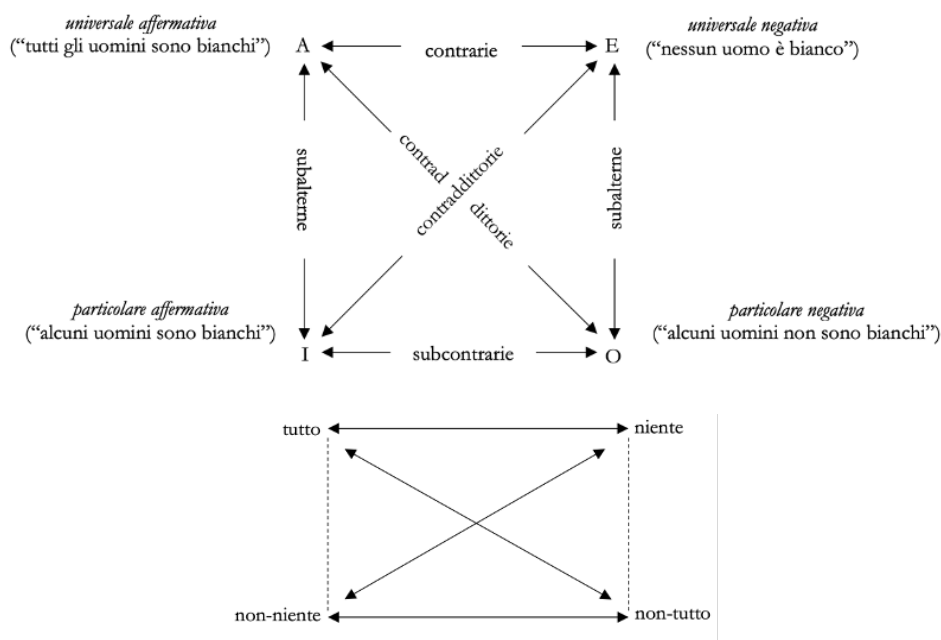 universale affermativa
("tutti gli uomini sono bianchi")
A
contrarie
E
universale negativa
("nessun uomo è bianco")
subalterne
contrad
dittorie
contraddittorie
subalterne
particolare affermativa
("alcuni uomini sono bianchi")
I
subcontrarie
O
particolare negativa
("alcuni uomini non sono bianchi")
tutto
niente
non-niente
non-tutto